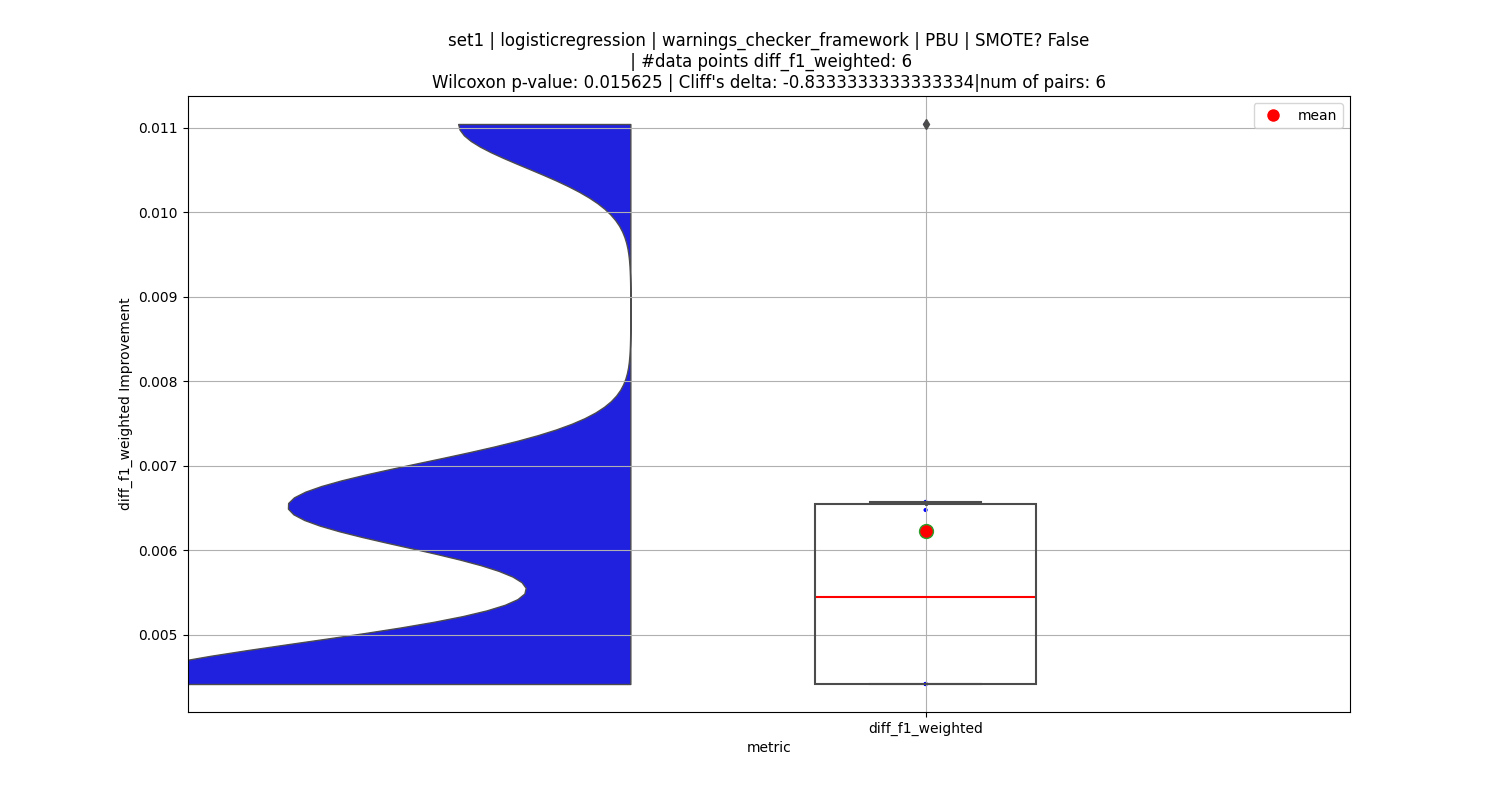 set1 | logisticregression | warnings_checker_framework | PBU | SMOTE? False
| #data points diff_f1_weighted: 6
Wilcoxon p-value: 0.015625 | Cliff's delta: -0.8333333333333334|num of pairs: 6
mean
0.011
0.010
0.009
0.008
0.007
0.006
0.005
diff_f1_weighted Improvement
diff_f1_weighted
metric